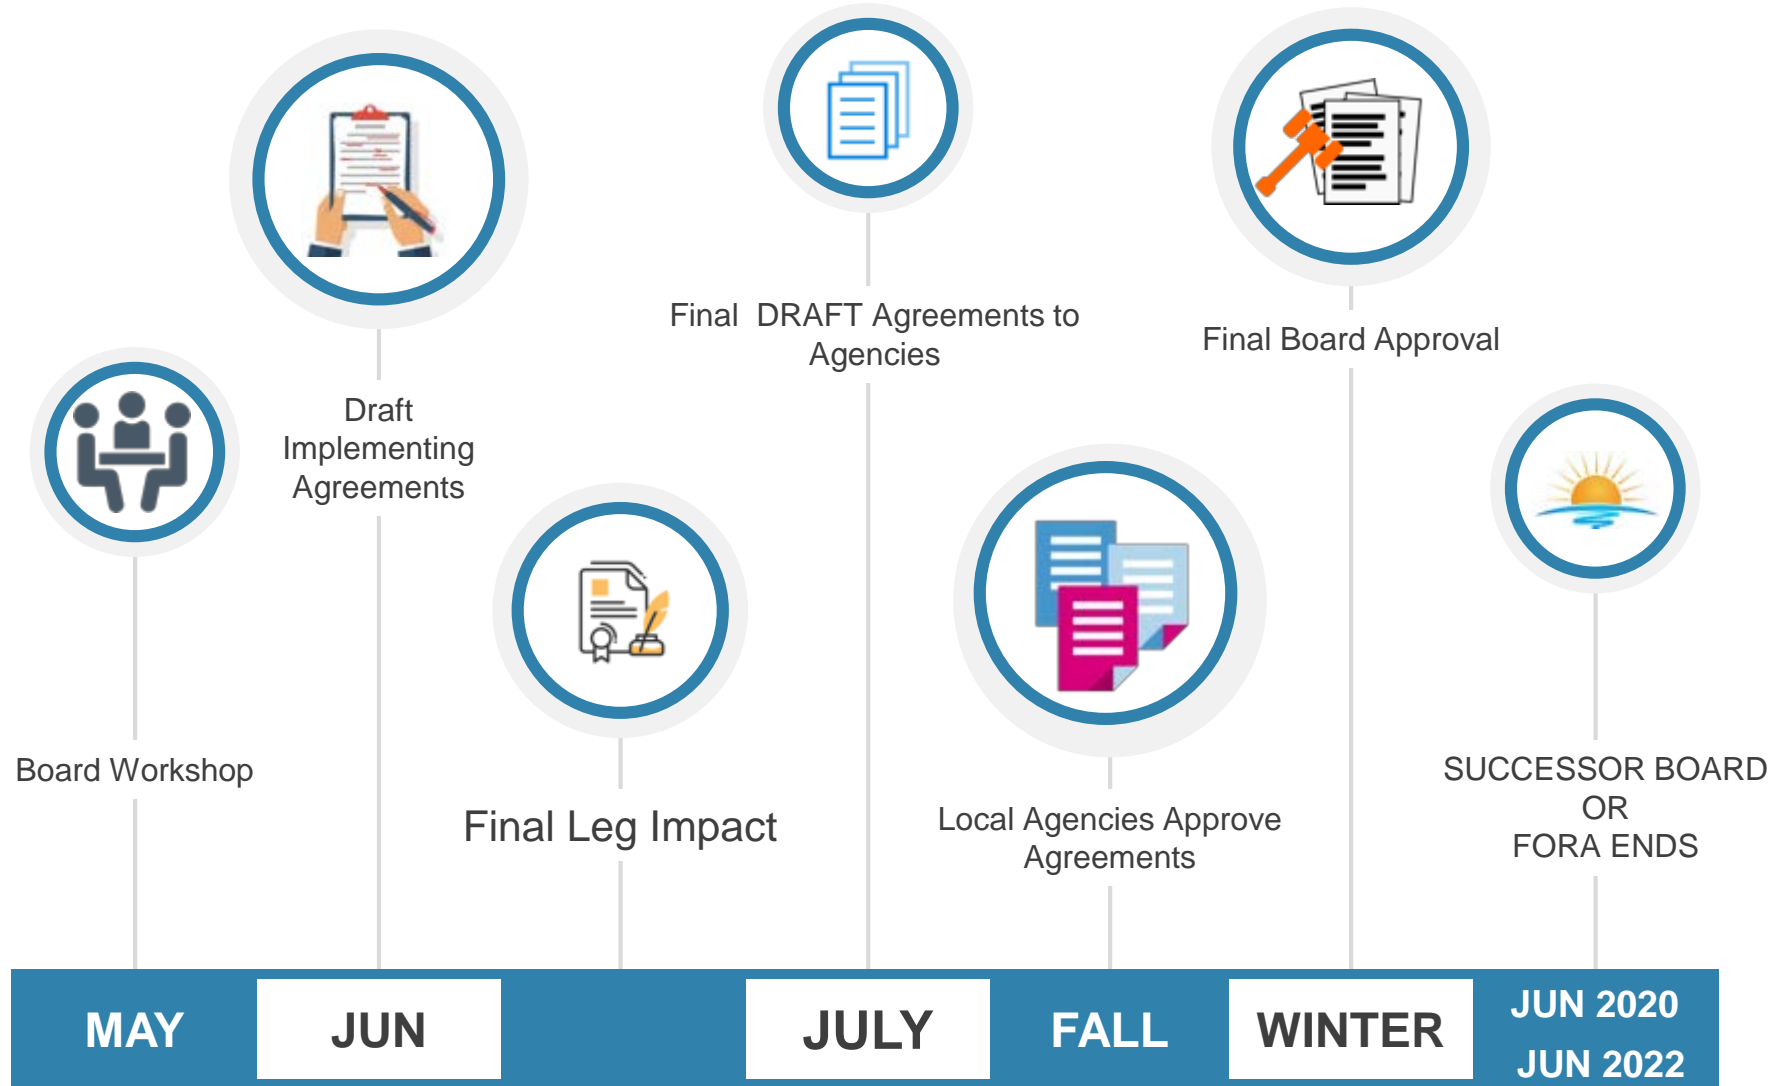 Board Workshop
Draft
Implementing
Agreements
Final Leg Impact
Final  DRAFT Agreements to
Agencies
Local Agencies Approve
Agreements
Final Board Approval
SUCCESSOR BOARD
OR
FORA ENDS
MAY
JUN
JULY
FALL
WINTER
JUN 2020
JUN 2022